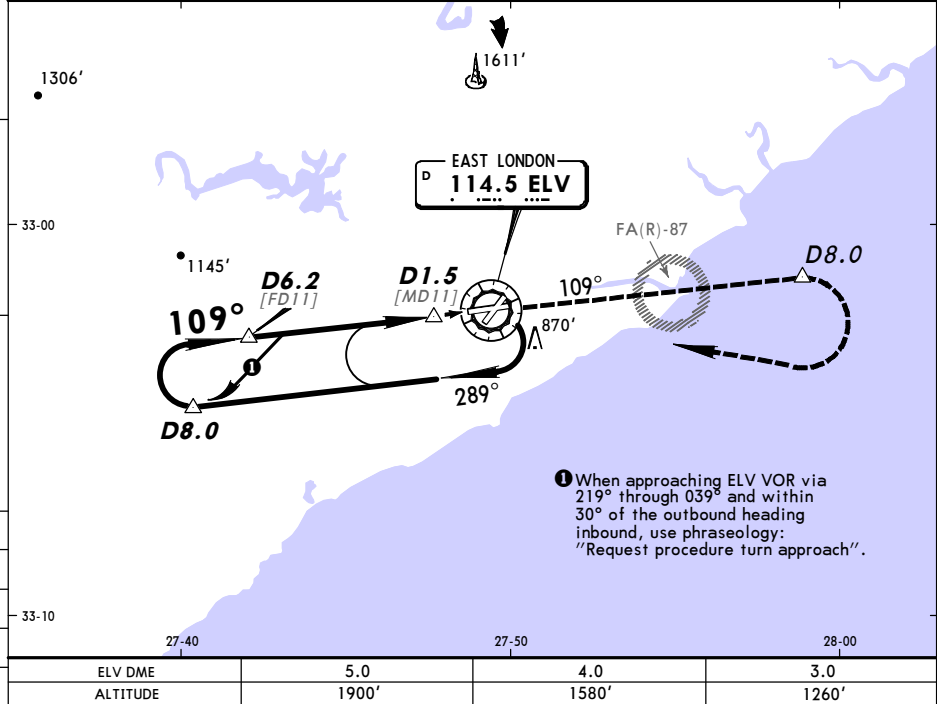 1306'
1611'
EAST LONDON
D 114.5 ELV
33-00
FA(R)-87
1145'
D6.2
[FD11]
D1.5
[MD11]
109°
D8.0
109°
870'
1
289°
D8.0
1 When approaching ELV VOR via
219° through 039° and within
30° of the outbound heading
inbound, use phraseology:
"Request procedure turn approach".
33-10
27-40
27-50
28-00
ELV DME 5.0 4.0 3.0
ALTITUDE 1900' 1580' 1260'